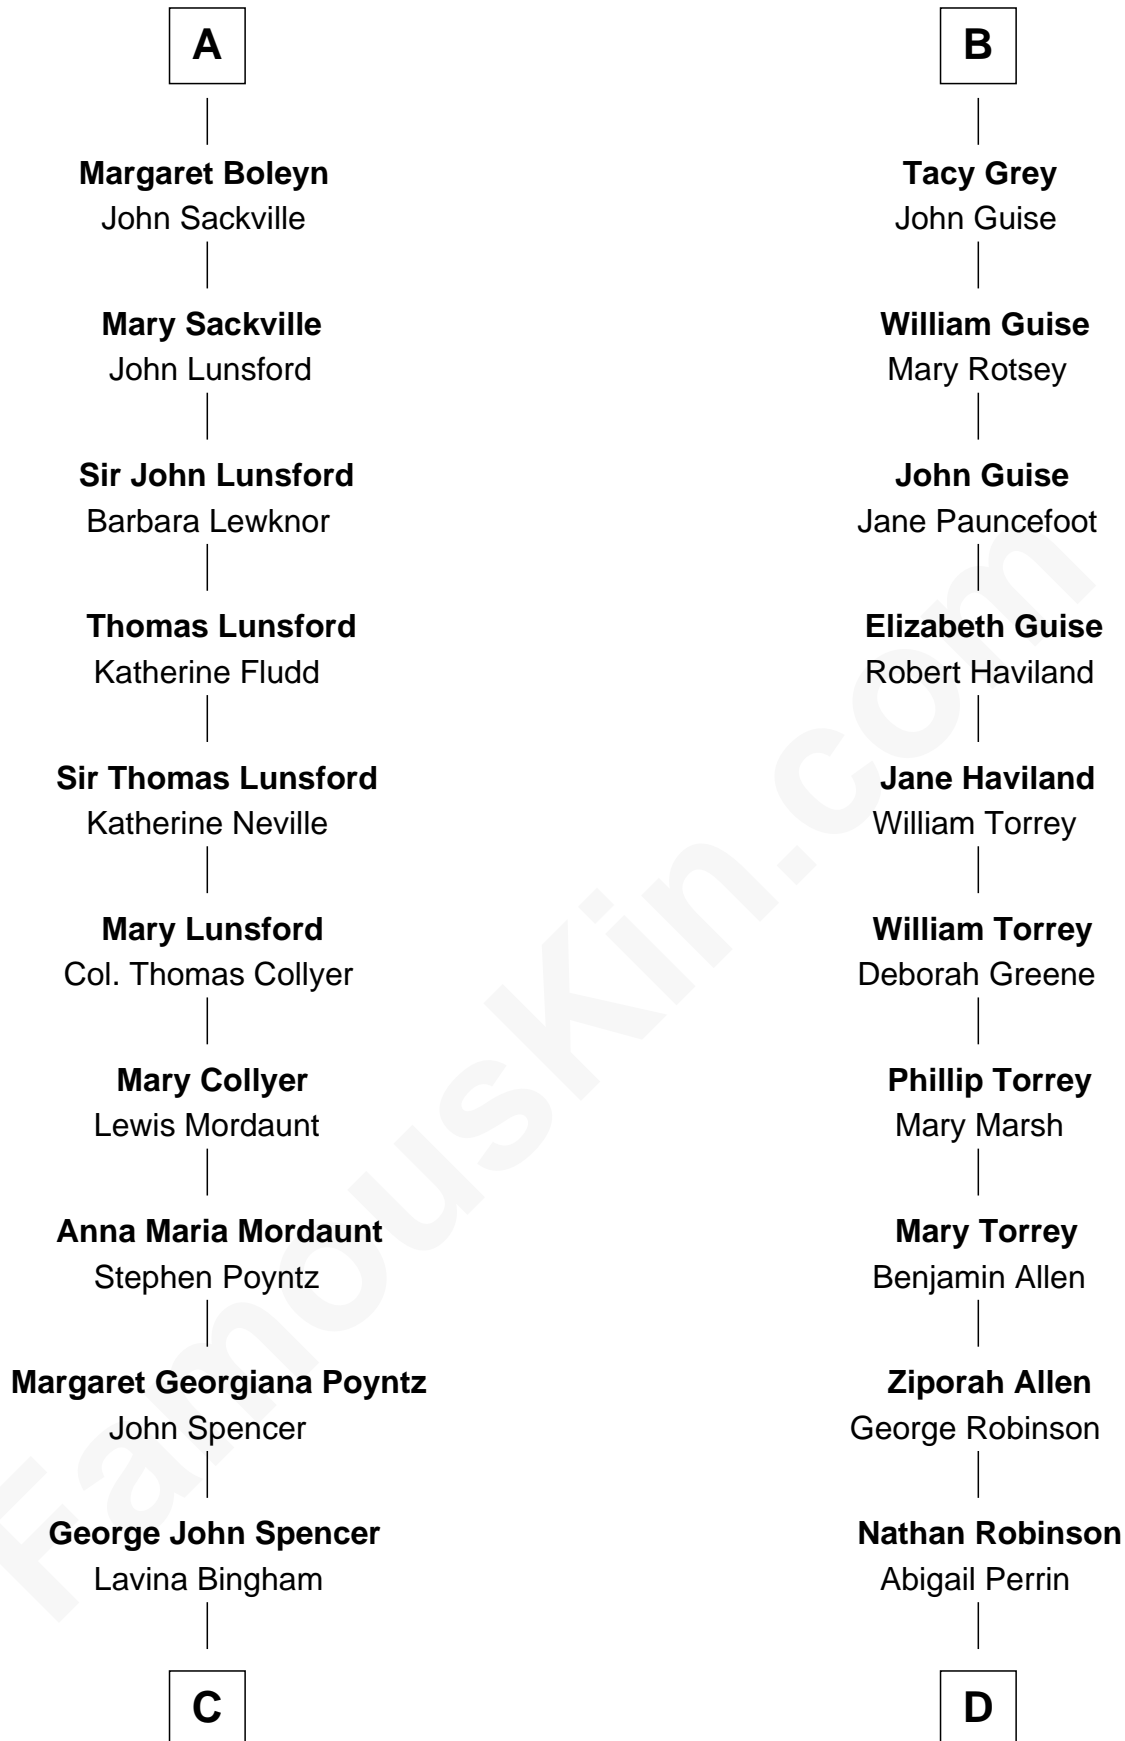 A
Margaret Boleyn
John Sackville
Mary Sackville
John Lunsford
Sir John Lunsford
Barbara Lewknor
Thomas Lunsford
Katherine Fludd
Sir Thomas Lunsford
Katherine Neville
Mary Lunsford
Col. Thomas Collyer
Mary Collyer
Lewis Mordaunt
Anna Maria Mordaunt
Stephen Poyntz
Margaret Georgiana Poyntz
John Spencer
George John Spencer
Lavina Bingham
C
B
Tacy Grey
John Guise
William Guise
Mary Rotsey
John Guise
Jane Pauncefoot
Elizabeth Guise
Robert Haviland
Jane Haviland
William Torrey
William Torrey
Deborah Greene
Phillip Torrey
Mary Marsh
Mary Torrey
Benjamin Allen
Ziporah Allen
George Robinson
Nathan Robinson
Abigail Perrin
D
FamousKin.com